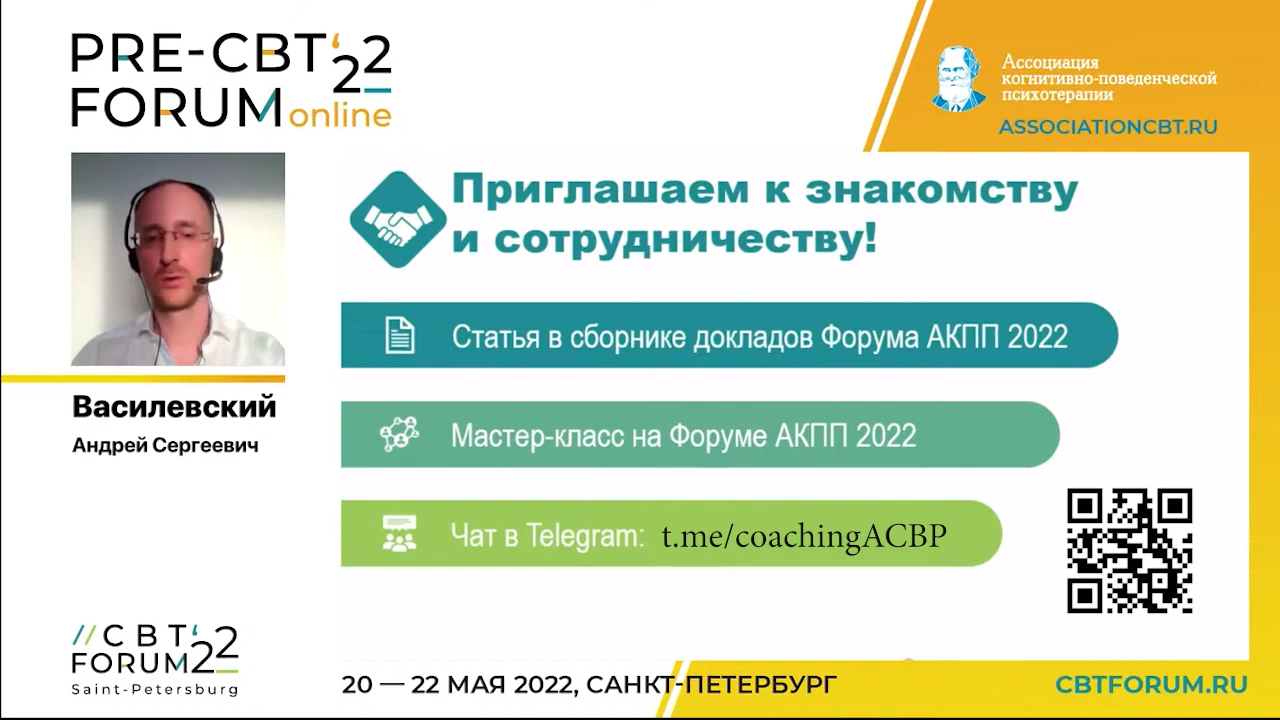 PRE-CBT'22
FORUM online
Ассоциация
когнитивно-поведенческой
психотерапии
ASSOCIATIONCBT.RU
Приглашаем к знакомству
и сотрудничеству!
Статья в сборнике докладов Форума АКПП 2022
Мастер-класс на Форуме АКПП 2022
Чат в Telegram: t.me/coachingACBP
Василевский
Андрей Сергеевич
//CBT'22
FORUM
Saint-Petersburg
20 — 22 МАЯ 2022, САНКТ-ПЕТЕРБУРГ
CBTFORUM.RU